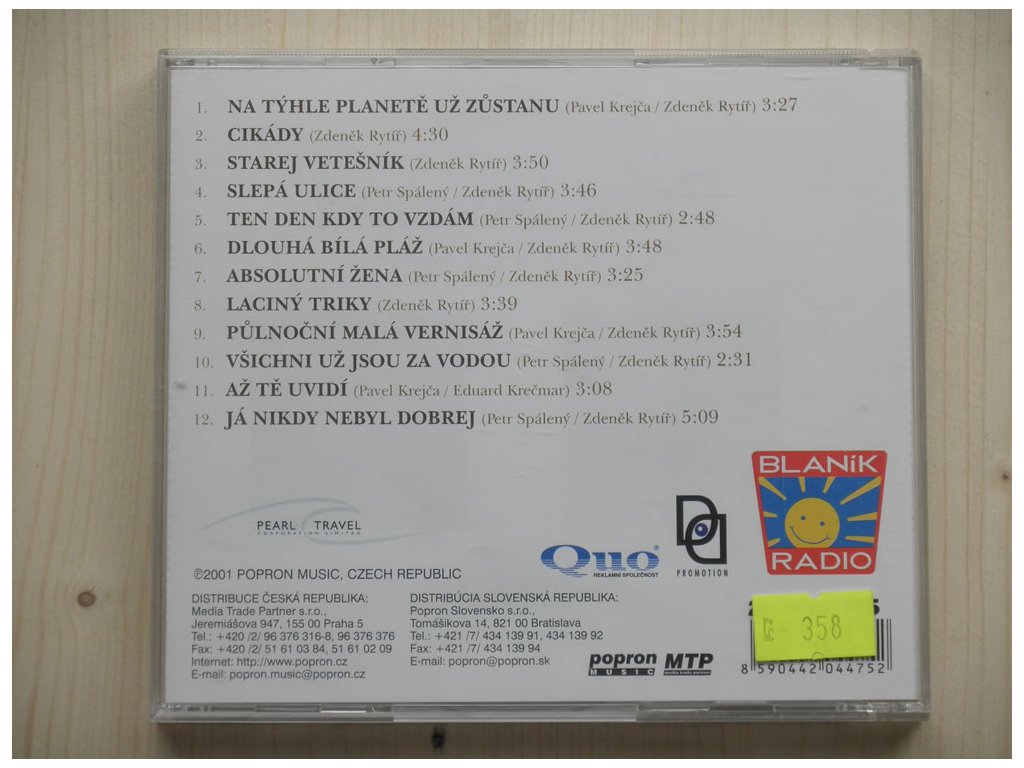 1. NA TÝHLE PLANETĚ UŽ ZŮSTANU (Pavel Krejča / Zdeněk Rytíř) 3:27
2. CIKÁDY (Zdeněk Rytíř) 4:30
3. STAREJ VETEŠNÍK (Zdeněk Rytíř) 3:50
4. SLEPÁ ULICE (Petr Spálený / Zdeněk Rytíř) 3:46
5. TEN DEN KDY TO VZDÁM (Petr Spálený / Zdeněk Rytíř) 2:48
6. DLOUHÁ BÍLÁ PLÁŽ (Pavel Krejča / Zdeněk Rytíř) 3:48
7. ABSOLUTNÍ ŽENA (Petr Spálený / Zdeněk Rytíř) 3:25
8. LACINÝ TRIKY (Zdeněk Rytíř) 3:39
9. PŮLNOČNÍ MALÁ VERNISÁŽ (Pavel Krejča / Zdeněk Rytíř) 3:54
10. VŠICHNI UŽ JSOU ZA VODOU (Petr Spálený / Zdeněk Rytíř) 2:31
11. AŽ TĚ UVIDÍ (Pavel Krejča / Eduard Krečmar) 3:08
12. JÁ NIKDY NEBYL DOBREJ (Petr Spálený / Zdeněk Rytíř) 5:09
PEARL TRAVEL
CORPORATION LIMITED
Quo®
REKLAMNÍ SPOLEČNOST
PROMOTION
BLANíK
RADIO
℗2001 POPRON MUSIC, CZECH REPUBLIC
DISTRIBUCE ČESKÁ REPUBLIKA:
Media Trade Partner s.r.o.,
Jeremiášova 947, 155 00 Praha 5
Tel.: +420 /2/ 96 376 316-8, 96 376 376
Fax: +420 /2/ 51 61 03 84, 51 61 02 09
Internet: http://www.popron.cz
E-mail: popron.music@popron.cz
DISTRIBÚCIA SLOVENSKÁ REPUBLIKA:
Popron Slovensko s.r.o.,
Tomášikova 14, 821 00 Bratislava
Tel.: +421 /7/ 434 139 91, 434 139 92
Fax: +421 /7/ 434 139 94
E-mail: popron@popron.sk
popron
MUSIC
MTP
media trade partner
Kč 358
8 590442 044752